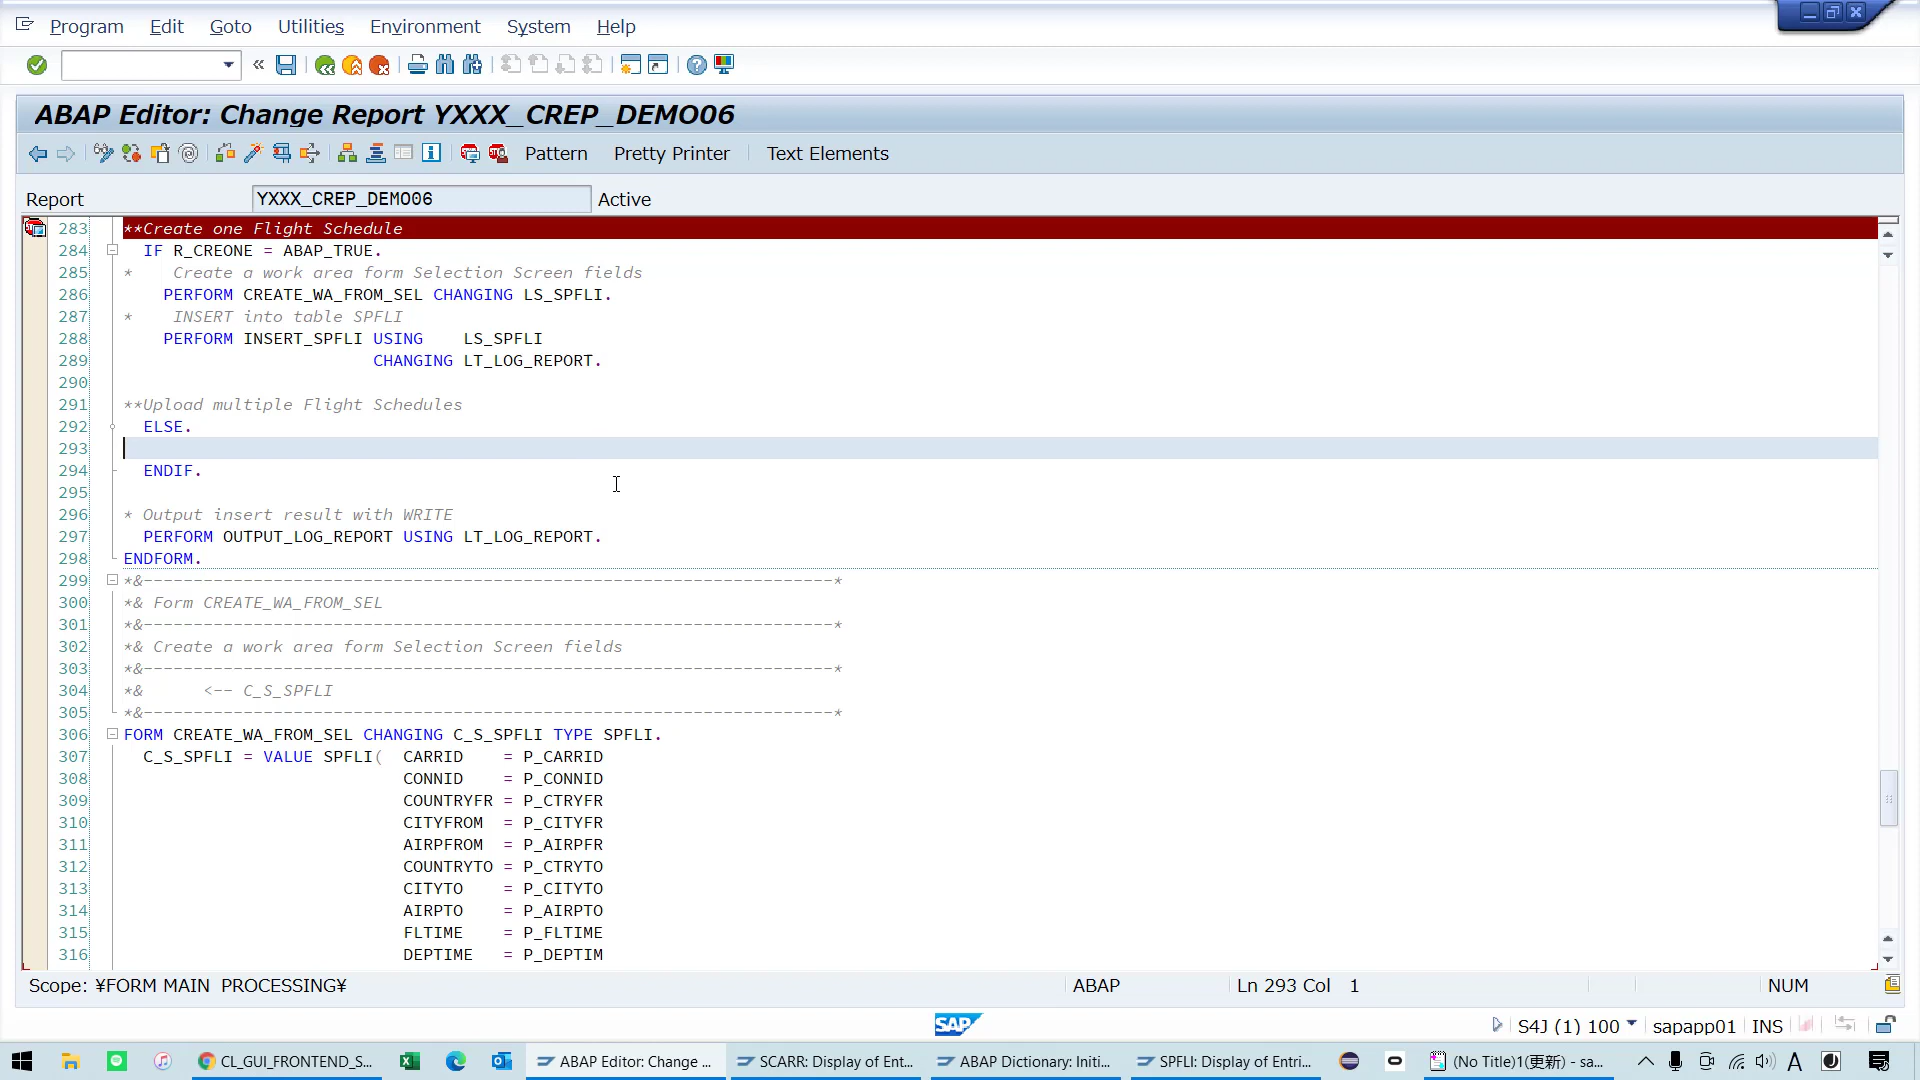 Program Edit Goto Utilities Environment System Help
«
ABAP Editor: Change Report YXXX_CREP_DEMO06
Pattern Pretty Printer Text Elements
Report YXXX_CREP_DEMO06 Active
283 **Create one Flight Schedule
284 IF R_CREONE = ABAP_TRUE.
285 * Create a work area form Selection Screen fields
286 PERFORM CREATE_WA_FROM_SEL CHANGING LS_SPFLI.
287 * INSERT into table SPFLI
288 PERFORM INSERT_SPFLI USING LS_SPFLI
289 CHANGING LT_LOG_REPORT.
290
291 **Upload multiple Flight Schedules
292 ELSE.
293
294 ENDIF.
295
296 * Output insert result with WRITE
297 PERFORM OUTPUT_LOG_REPORT USING LT_LOG_REPORT.
298 ENDFORM.
299 *&---------------------------------------------------------------------*
300 *& Form CREATE_WA_FROM_SEL
301 *&---------------------------------------------------------------------*
302 *& Create a work area form Selection Screen fields
303 *&---------------------------------------------------------------------*
304 *& <-- C_S_SPFLI
305 *&---------------------------------------------------------------------*
306 FORM CREATE_WA_FROM_SEL CHANGING C_S_SPFLI TYPE SPFLI.
307 C_S_SPFLI = VALUE SPFLI( CARRID = P_CARRID
308 CONNID = P_CONNID
309 COUNTRYFR = P_CTRYFR
310 CITYFROM = P_CITYFR
311 AIRPFROM = P_AIRPFR
312 COUNTRYTO = P_CTRYTO
313 CITYTO = P_CITYTO
314 AIRPTO = P_AIRPTO
315 FLTIME = P_FLTIME
316 DEPTIME = P_DEPTIM
Scope: ¥FORM MAIN_PROCESSING¥ ABAP Ln 293 Col 1 NUM
SAP S4J (1) 100 sapapp01 INS
CL_GUI_FRONTEND_S... ABAP Editor: Change ... SCARR: Display of Ent... ABAP Dictionary: Initi... SPFLI: Display of Entri... (No Title)1(更新) - sa... A